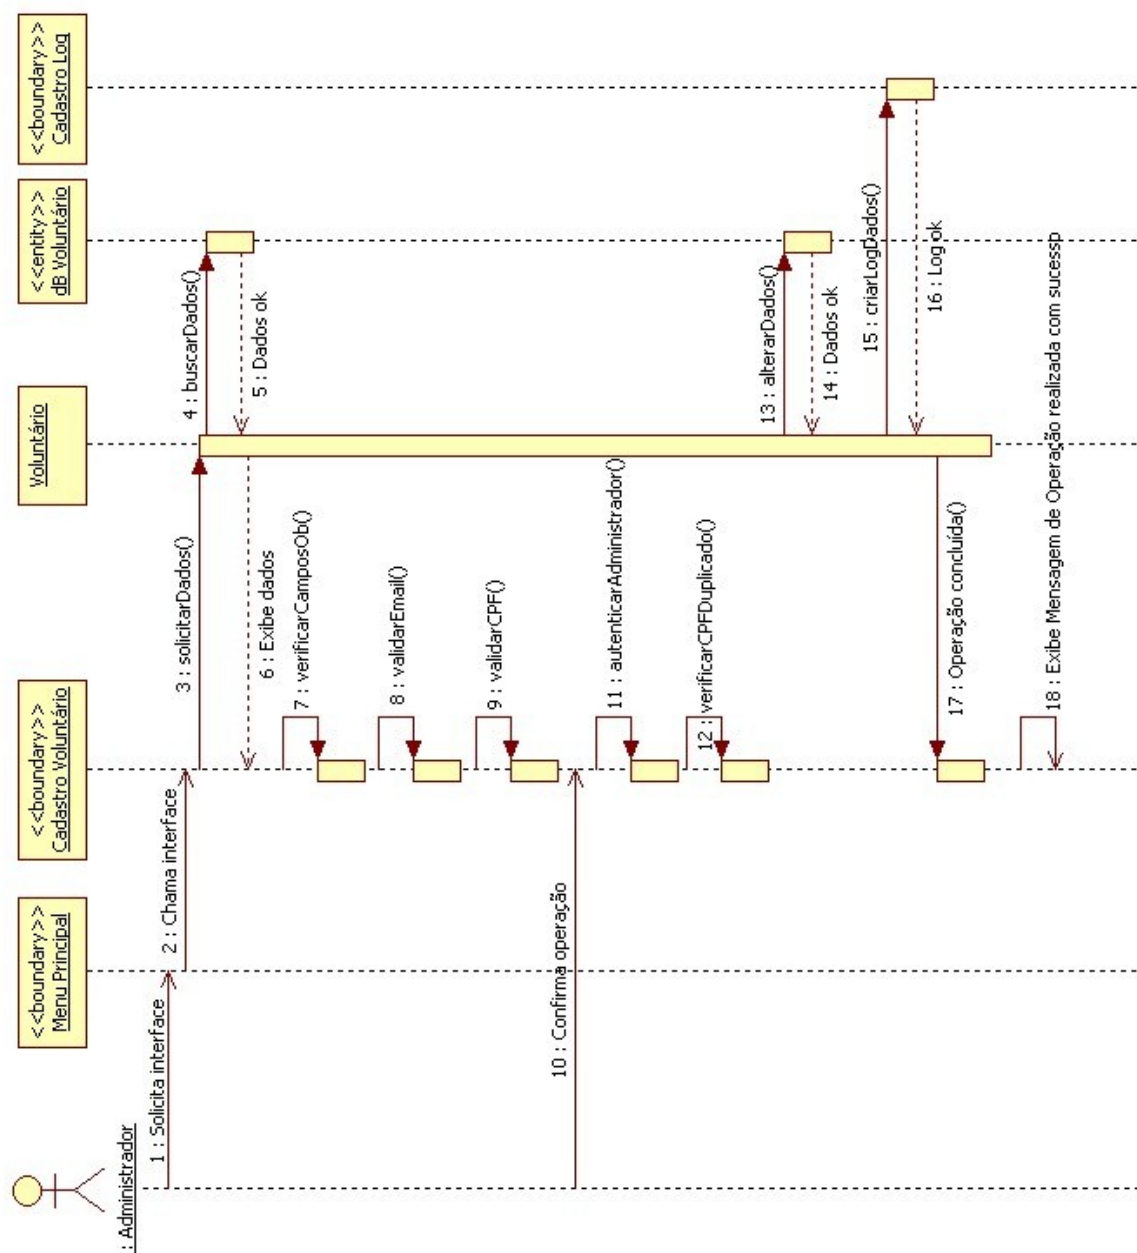 : Administrador
<<boundary>>
Menu Principal
<<boundary>>
Cadastro Voluntário
Voluntário
<<entity>>
dB Voluntário
<<boundary>>
Cadastro Log
1 : Solicita interface
2 : Chama interface
3 : solicitarDados()
4 : buscarDados()
5 : Dados ok
6 : Exibe dados
7 : verificarCamposOb()
8 : validarEmail()
9 : validarCPF()
10 : Confirma operação
11 : autenticarAdministrador()
12 : verificarCPFDuplicado()
13 : alterarDados()
14 : Dados ok
15 : criarLogDados()
16 : Log ok
17 : Operação concluída()
18 : Exibe Mensagem de Operação realizada com sucesso